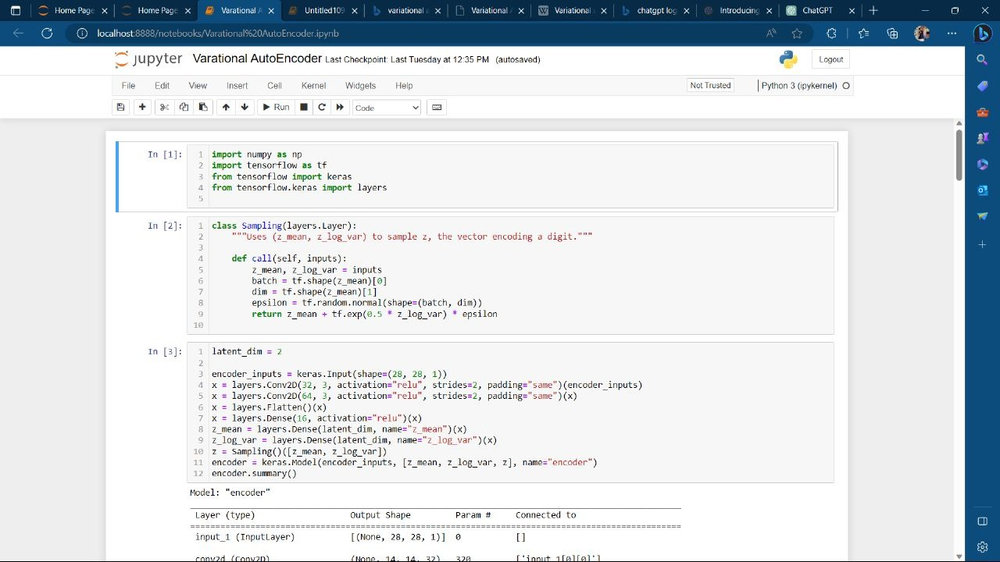 Home Page
Home Page
Varational A
Untitled109
variational a
Variational A
Variational
chatgpt log
Introducing
ChatGPT
localhost:8888/notebooks/Varational%20AutoEncoder.ipynb
jupyter Varational AutoEncoder Last Checkpoint: Last Tuesday at 12:35 PM (autosaved)
Logout
File Edit View Insert Cell Kernel Widgets Help
Not Trusted
Python 3 (ipykernel)
Run
Code
In [1]:
1 import numpy as np
2 import tensorflow as tf
3 from tensorflow import keras
4 from tensorflow.keras import layers
5
In [2]:
1 class Sampling(layers.Layer):
2     """Uses (z_mean, z_log_var) to sample z, the vector encoding a digit."""
3
4     def call(self, inputs):
5         z_mean, z_log_var = inputs
6         batch = tf.shape(z_mean)[0]
7         dim = tf.shape(z_mean)[1]
8         epsilon = tf.random.normal(shape=(batch, dim))
9         return z_mean + tf.exp(0.5 * z_log_var) * epsilon
10
In [3]:
1 latent_dim = 2
2
3 encoder_inputs = keras.Input(shape=(28, 28, 1))
4 x = layers.Conv2D(32, 3, activation="relu", strides=2, padding="same")(encoder_inputs)
5 x = layers.Conv2D(64, 3, activation="relu", strides=2, padding="same")(x)
6 x = layers.Flatten()(x)
7 x = layers.Dense(16, activation="relu")(x)
8 z_mean = layers.Dense(latent_dim, name="z_mean")(x)
9 z_log_var = layers.Dense(latent_dim, name="z_log_var")(x)
10 z = Sampling()([z_mean, z_log_var])
11 encoder = keras.Model(encoder_inputs, [z_mean, z_log_var, z], name="encoder")
12 encoder.summary()
Model: "encoder"
Layer (type) Output Shape Param # Connected to
input_1 (InputLayer) [(None, 28, 28, 1)] 0 []
conv2d (Conv2D) (None, 14, 14, 32) 320 ['input_1[0][0]']